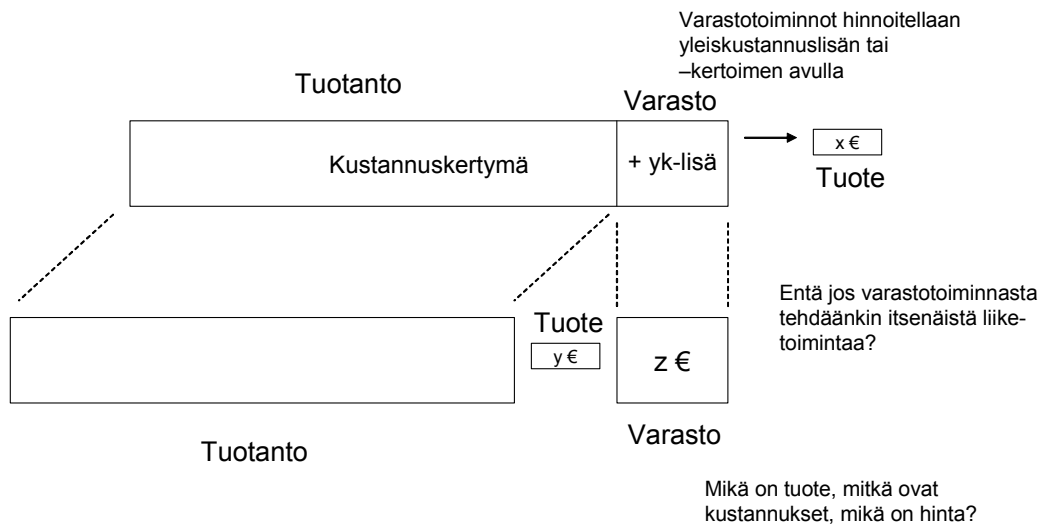 Varastotoiminnot hinnoitellaan
yleiskustannuslisän tai
–kertoimen avulla
Tuotanto
Varasto
Kustannuskertymä
+ yk-lisä
x €
Tuote
Entä jos varastotoiminnasta
tehdäänkin itsenäistä liike-
toimintaa?
Tuote
y €
z €
Tuotanto
Varasto
Mikä on tuote, mitkä ovat
kustannukset, mikä on hinta?